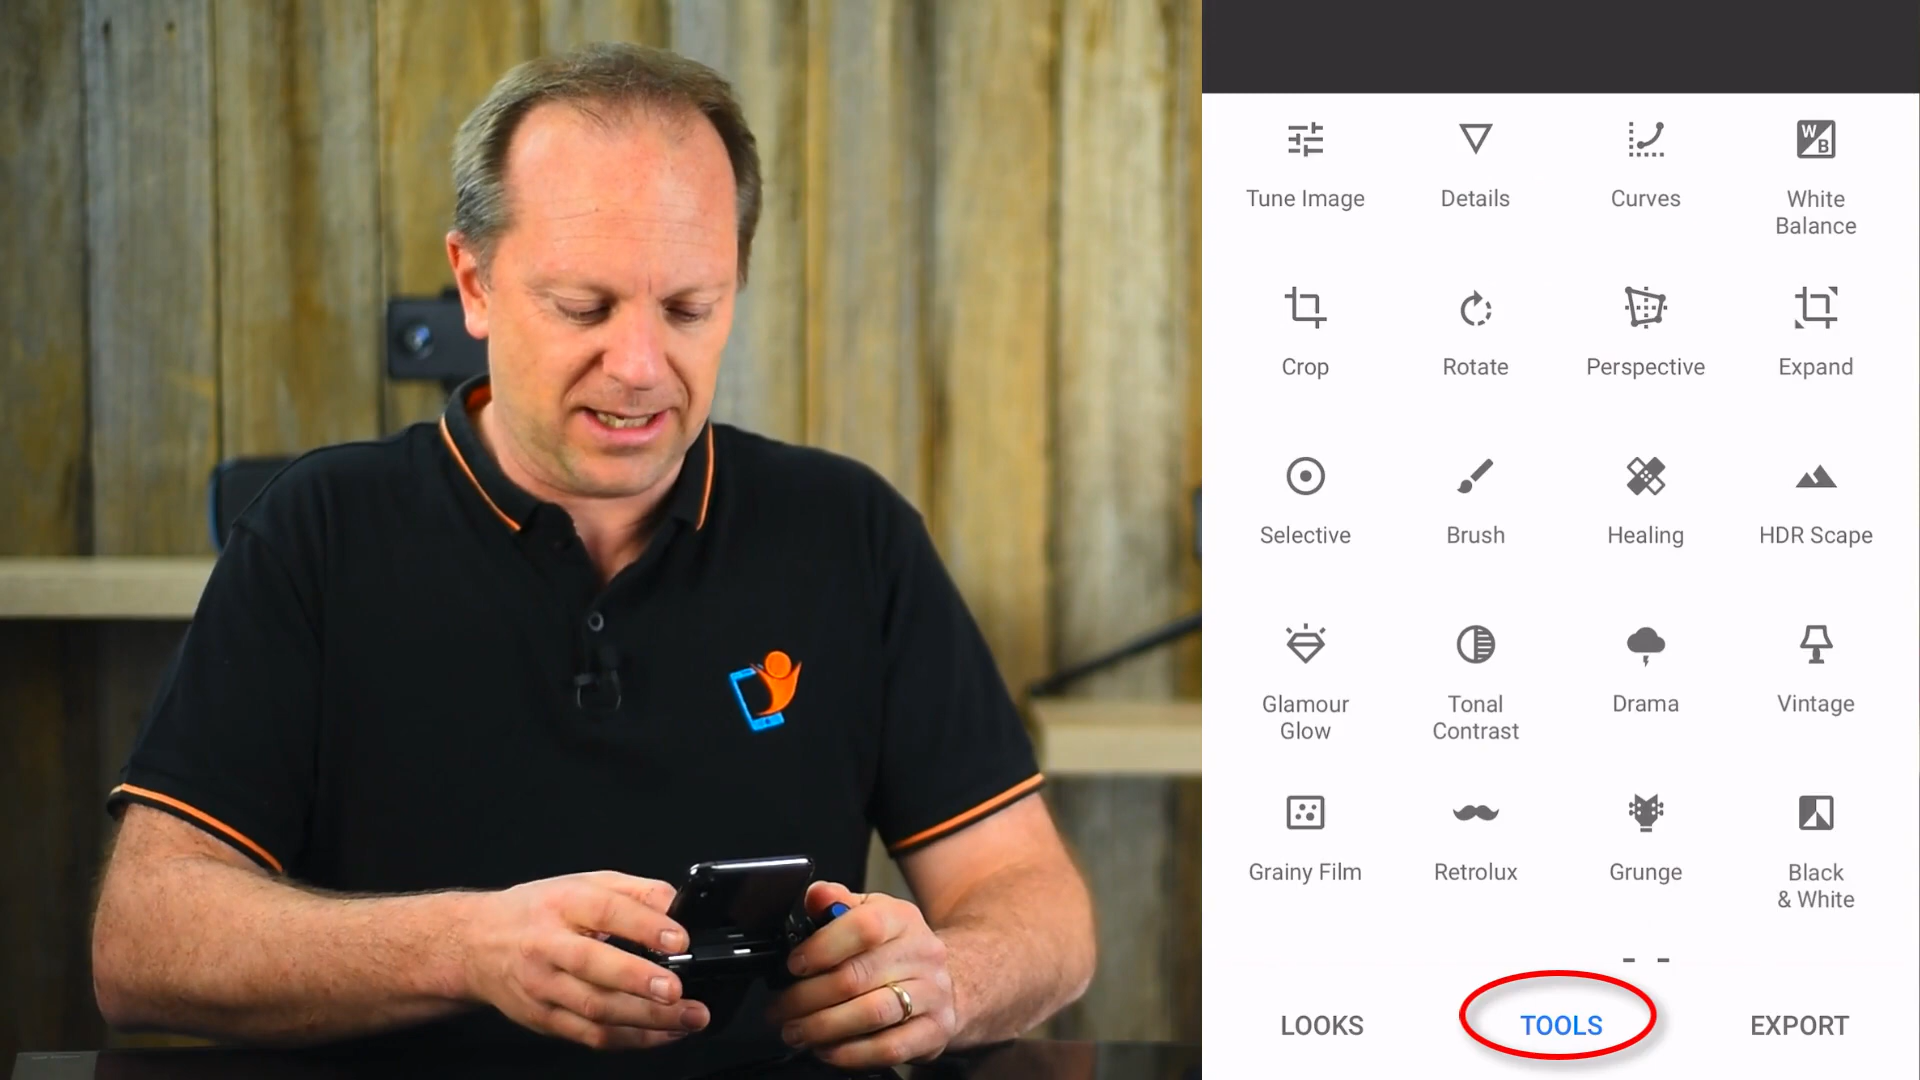 W
B
Tune Image
Details
Curves
White
Balance
Crop
Rotate
Perspective
Expand
Selective
Brush
Healing
HDR Scape
Glamour
Glow
Tonal
Contrast
Drama
Vintage
Grainy Film
Retrolux
Grunge
Black
& White
LOOKS
TOOLS
EXPORT